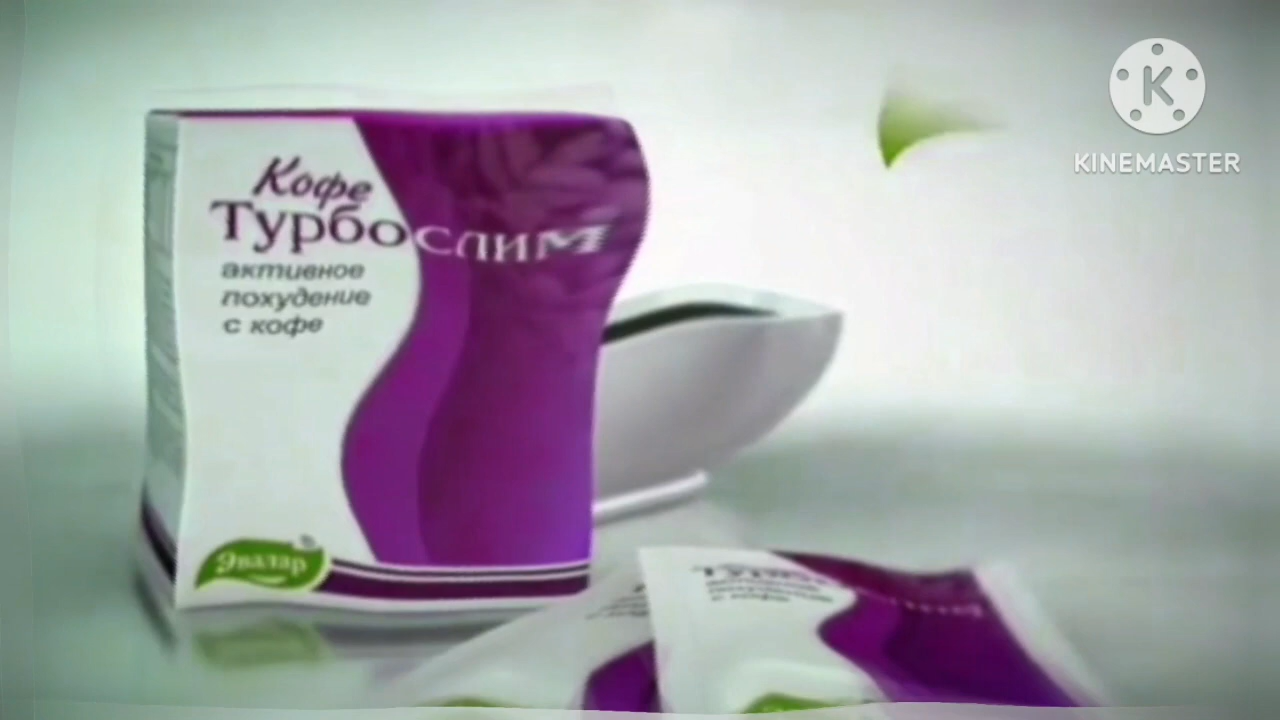 Кофе
Турбослим
активное
похудение
с кофе
Эвалар
KINEMASTER